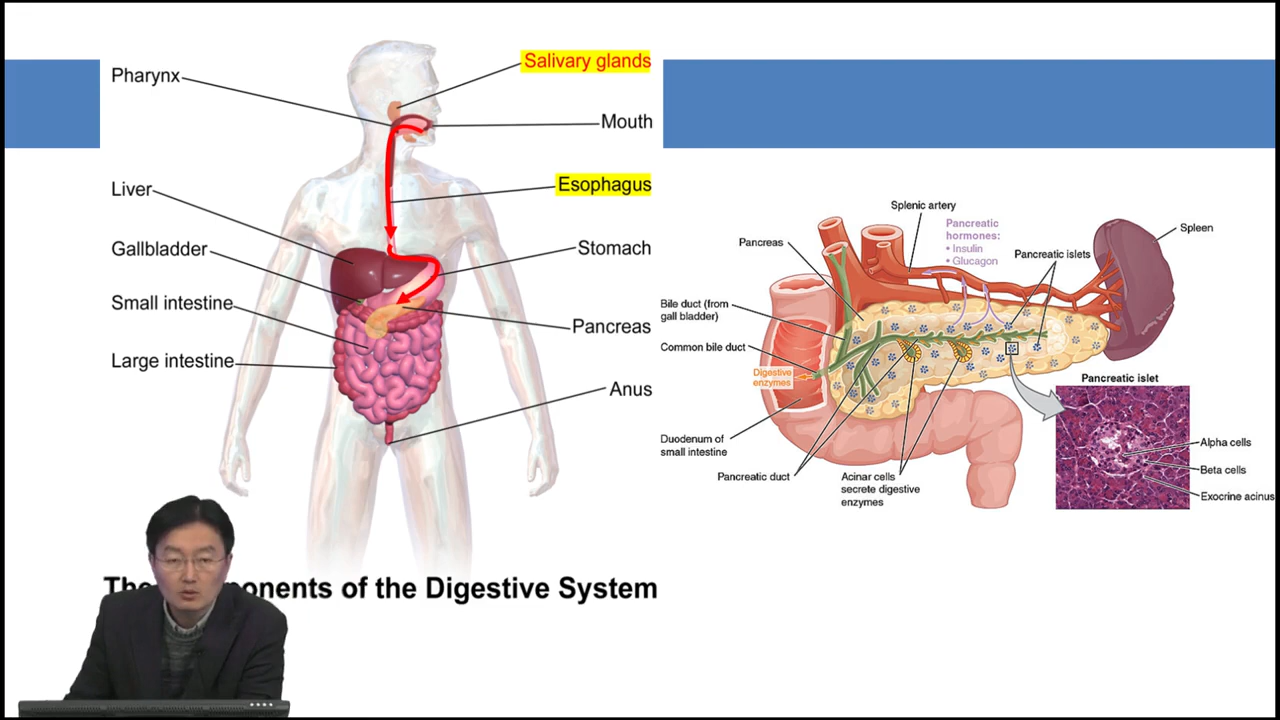 Salivary glands
Pharynx
Mouth
Esophagus
Liver
Gallbladder
Stomach
Small intestine
Pancreas
Large intestine
Anus
of the Digestive System
Splenic artery
Pancreatic
hormones:
• Insulin
• Glucagon
Spleen
Pancreas
Pancreatic islets
Bile duct (from
gall bladder)
Common bile duct
Digestive
enzymes
Pancreatic islet
Duodenum of
small intestine
Pancreatic duct
Acinar cells
secrete digestive
enzymes
Alpha cells
Beta cells
Exocrine acinus